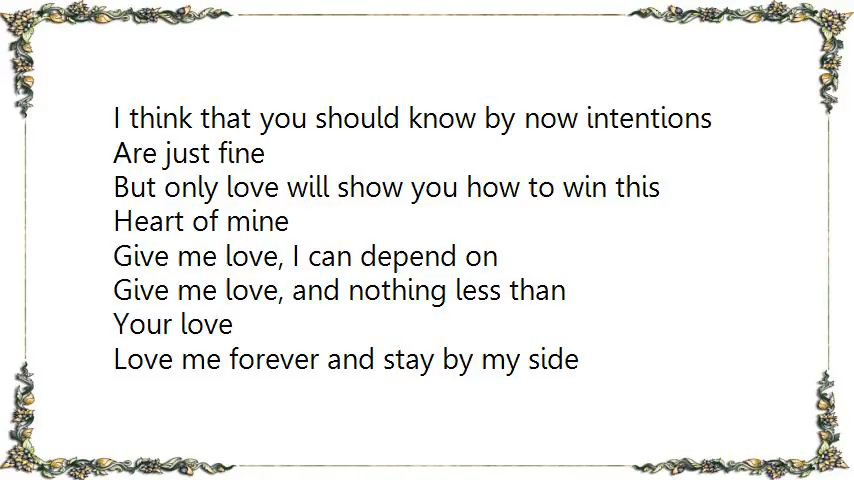 I think that you should know by now intentions
Are just fine
But only love will show you how to win this
Heart of mine
Give me love, I can depend on
Give me love, and nothing less than
Your love
Love me forever and stay by my side